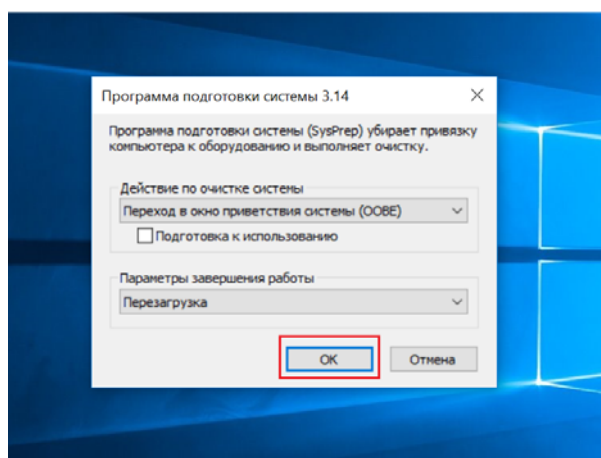 Программа подготовки системы 3.14
Программа подготовки системы (SysPrep) убирает привязку
компьютера к оборудованию и выполняет очистку.
Действие по очистке системы
Переход в окно приветствия системы (OOBE)
Подготовка к использованию
Параметры завершения работы
Перезагрузка
ОК
Отмена